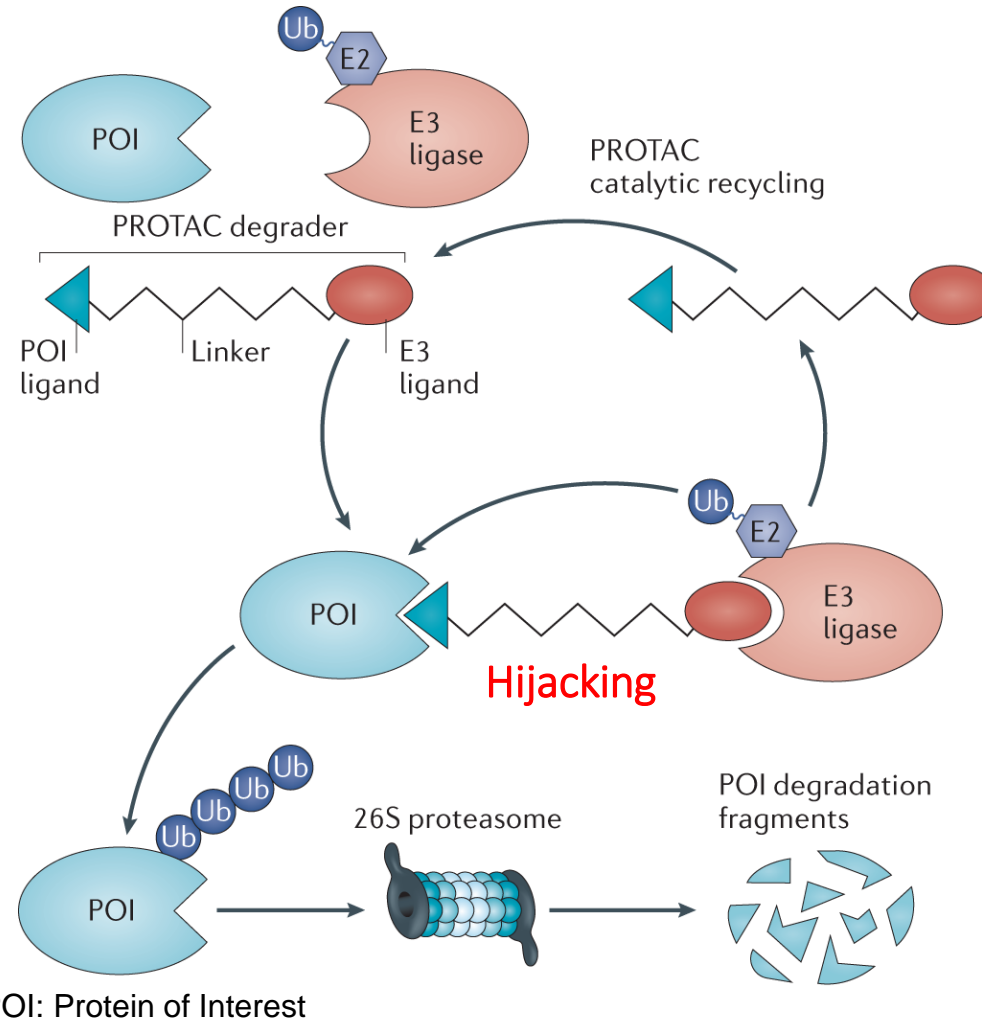 Ub
E2
POI
E3
ligase
PROTAC
catalytic recycling
PROTAC degrader
POI
ligand
Linker
E3
ligand
Ub
E2
POI
E3
ligase
Hijacking
Ub
Ub
Ub
Ub
POI
26S proteasome
POI degradation
fragments
OI: Protein of Interest